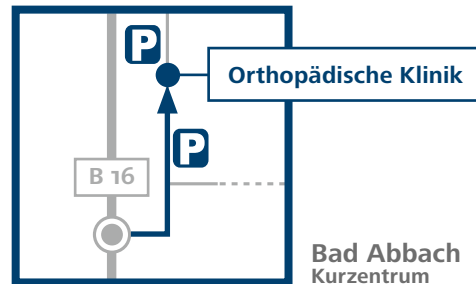 P
Orthopädische Klinik
P
B 16
Bad Abbach
Kurzentrum